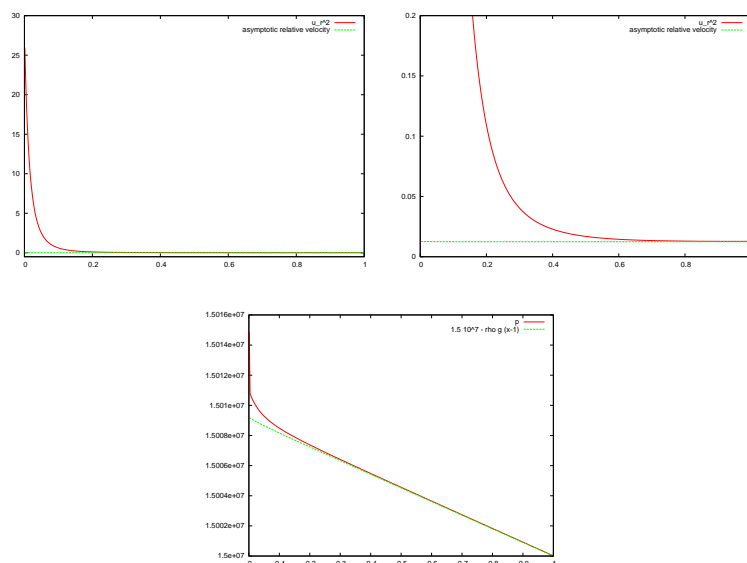 30
25
20
15
10
5
0
0
0.2
0.4
0.6
0.8
1
u_r^2
asymptotic relative velocity
0.2
0.15
0.1
0.05
0
0
0.2
0.4
0.6
0.8
u_r^2
asymptotic relative velocity
1.5016e+07
1.5014e+07
1.5012e+07
1.501e+07
1.5008e+07
1.5006e+07
1.5004e+07
1.5002e+07
1.5e+07
p
1.5 10^7 - rho g (x-1)